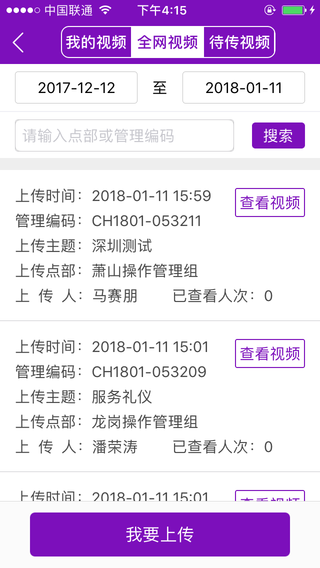 中国联通 下午4:15
我的视频 全网视频 待传视频
2017-12-12 至 2018-01-11
请输入点部或管理编码 搜索
上传时间：2018-01-11 15:59 查看视频
管理编码：CH1801-053211
上传主题：深圳测试
上传点部：萧山操作管理组
上 传 人：马赛朋 已查看人次：0
上传时间：2018-01-11 15:01 查看视频
管理编码：CH1801-053209
上传主题：服务礼仪
上传点部：龙岗操作管理组
上 传 人：潘荣涛 已查看人次：0
上传时间：2018-01-11 15:01 查看视频
我要上传